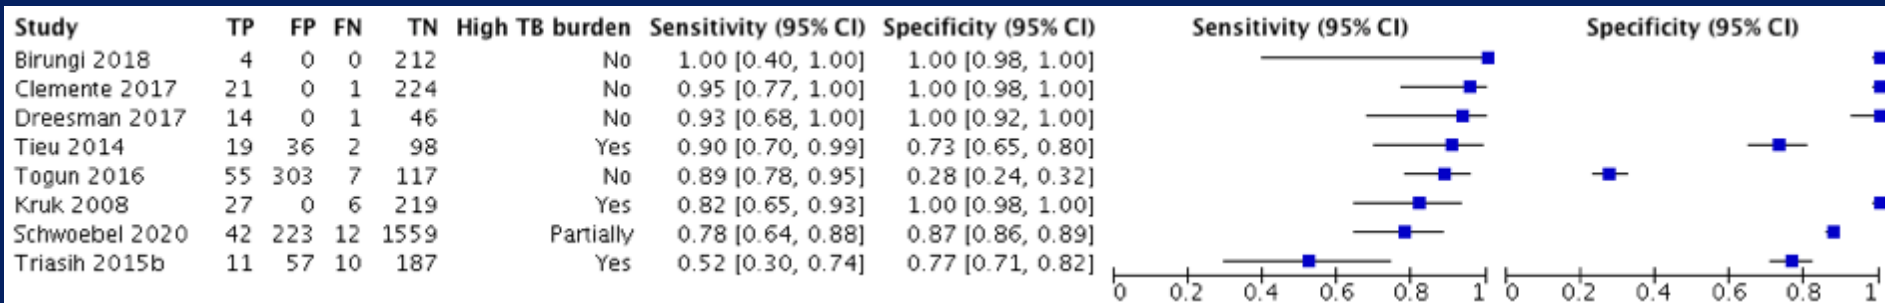 Study TP FP FN TN High TB burden Sensitivity (95% CI) Specificity (95% CI) Sensitivity (95% CI) Specificity (95% CI)
Birungi 2018 4 0 0 212 No 1.00 [0.40, 1.00] 1.00 [0.98, 1.00]
Clemente 2017 21 0 1 224 No 0.95 [0.77, 1.00] 1.00 [0.98, 1.00]
Dreesman 2017 14 0 1 46 No 0.93 [0.68, 1.00] 1.00 [0.92, 1.00]
Tieu 2014 19 36 2 98 Yes 0.90 [0.70, 0.99] 0.73 [0.65, 0.80]
Togun 2016 55 303 7 117 No 0.89 [0.78, 0.95] 0.28 [0.24, 0.32]
Kruk 2008 27 0 6 219 Yes 0.82 [0.65, 0.93] 1.00 [0.98, 1.00]
Schwoebel 2020 42 223 12 1559 Partially 0.78 [0.64, 0.88] 0.87 [0.86, 0.89]
Triasih 2015b 11 57 10 187 Yes 0.52 [0.30, 0.74] 0.77 [0.71, 0.82]
0 0.2 0.4 0.6 0.8 1 0 0.2 0.4 0.6 0.8 1